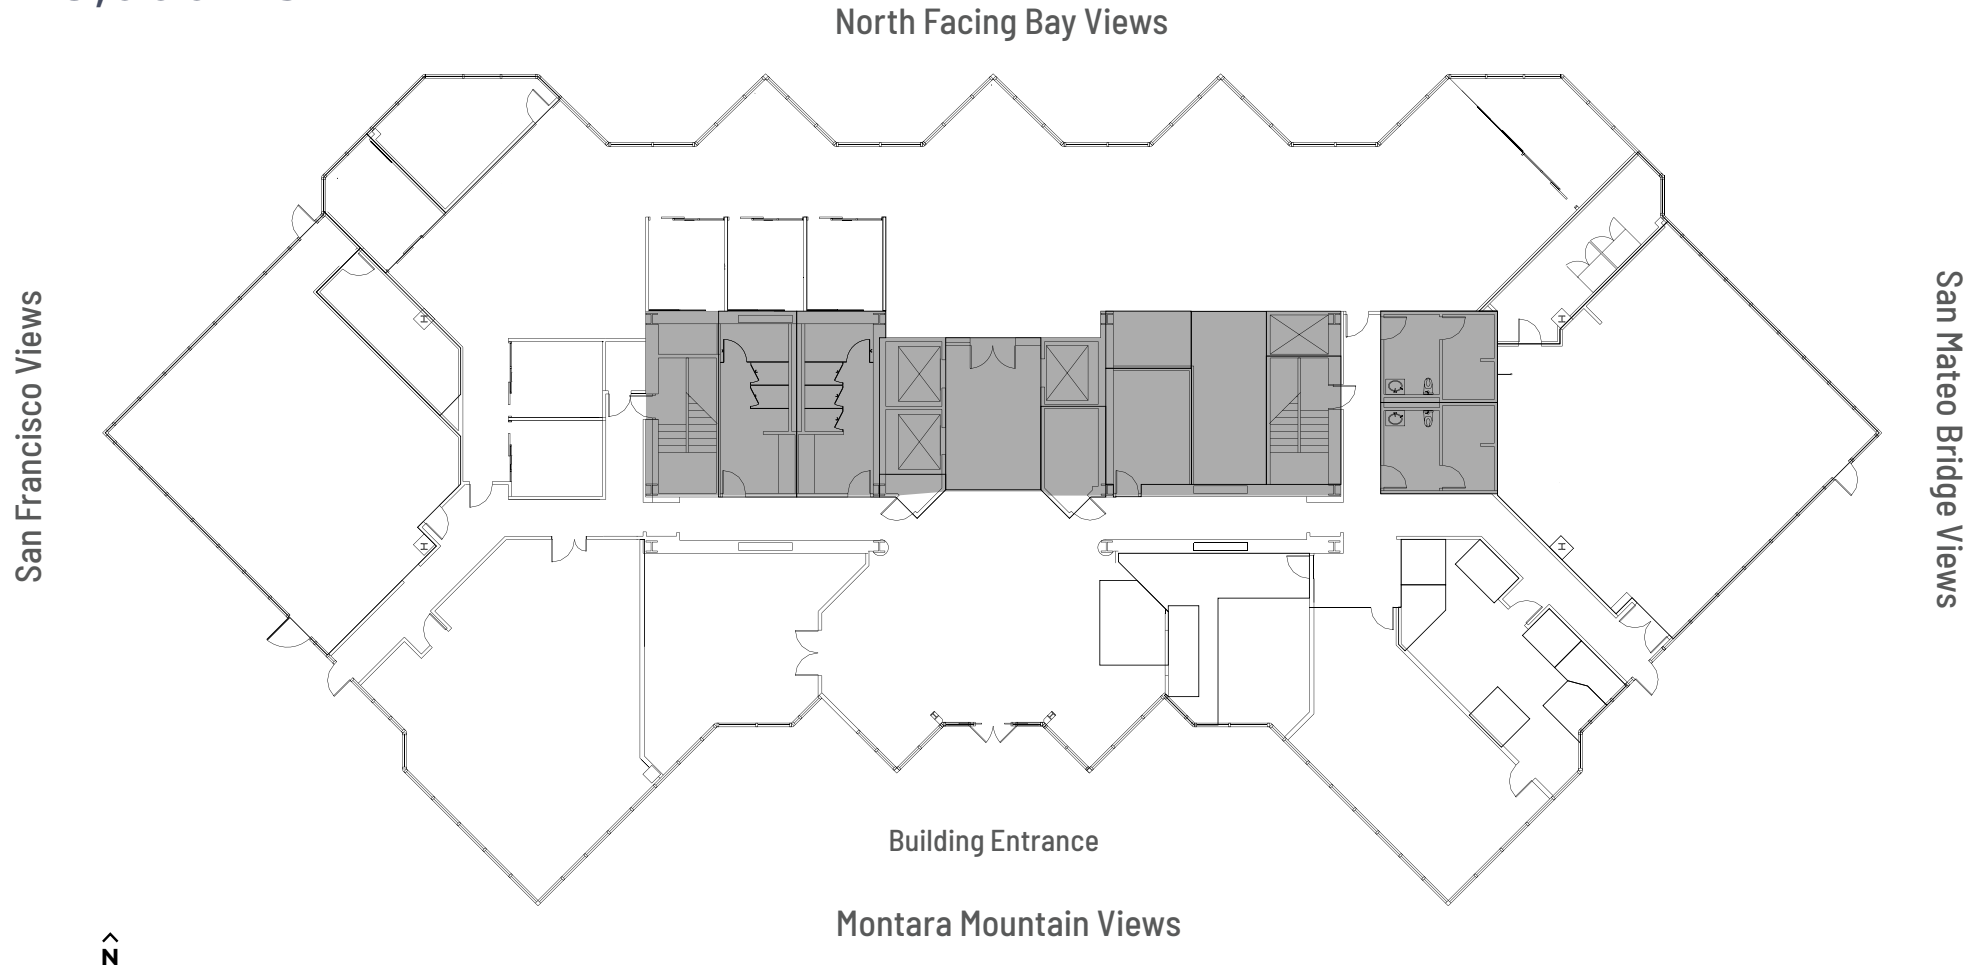 North Facing Bay Views
San Francisco Views
San Mateo Bridge Views
H
H
H
H
Building Entrance
Montara Mountain Views
N